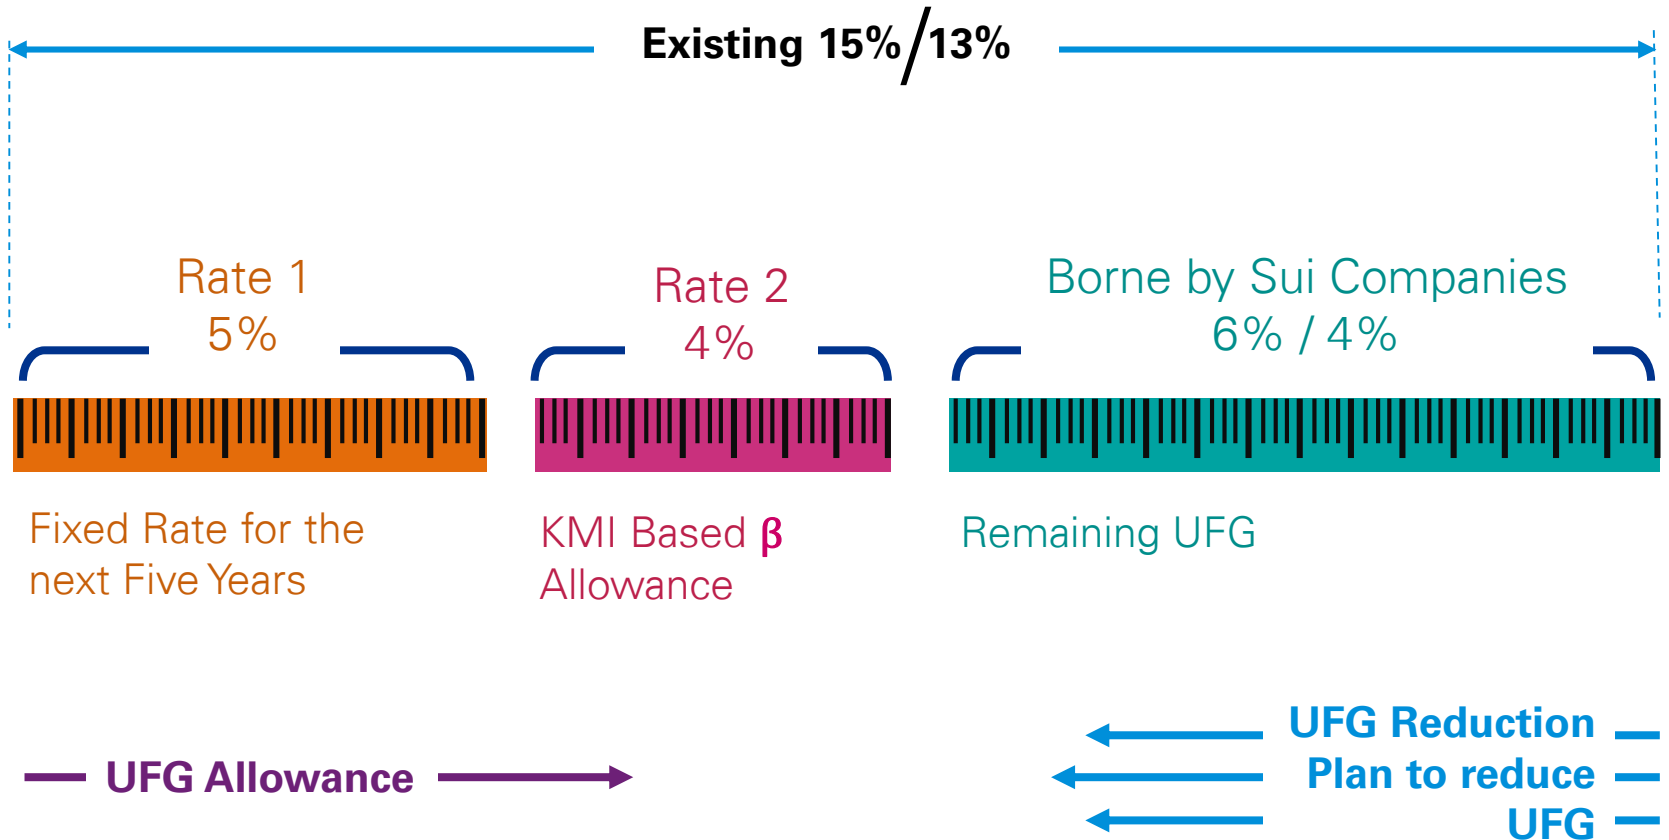 Existing 15%/13%
Rate 1
5%
Rate 2
4%
Borne by Sui Companies
6% / 4%
Fixed Rate for the
next Five Years
KMI Based β
Allowance
Remaining UFG
UFG Allowance
UFG Reduction
Plan to reduce
UFG